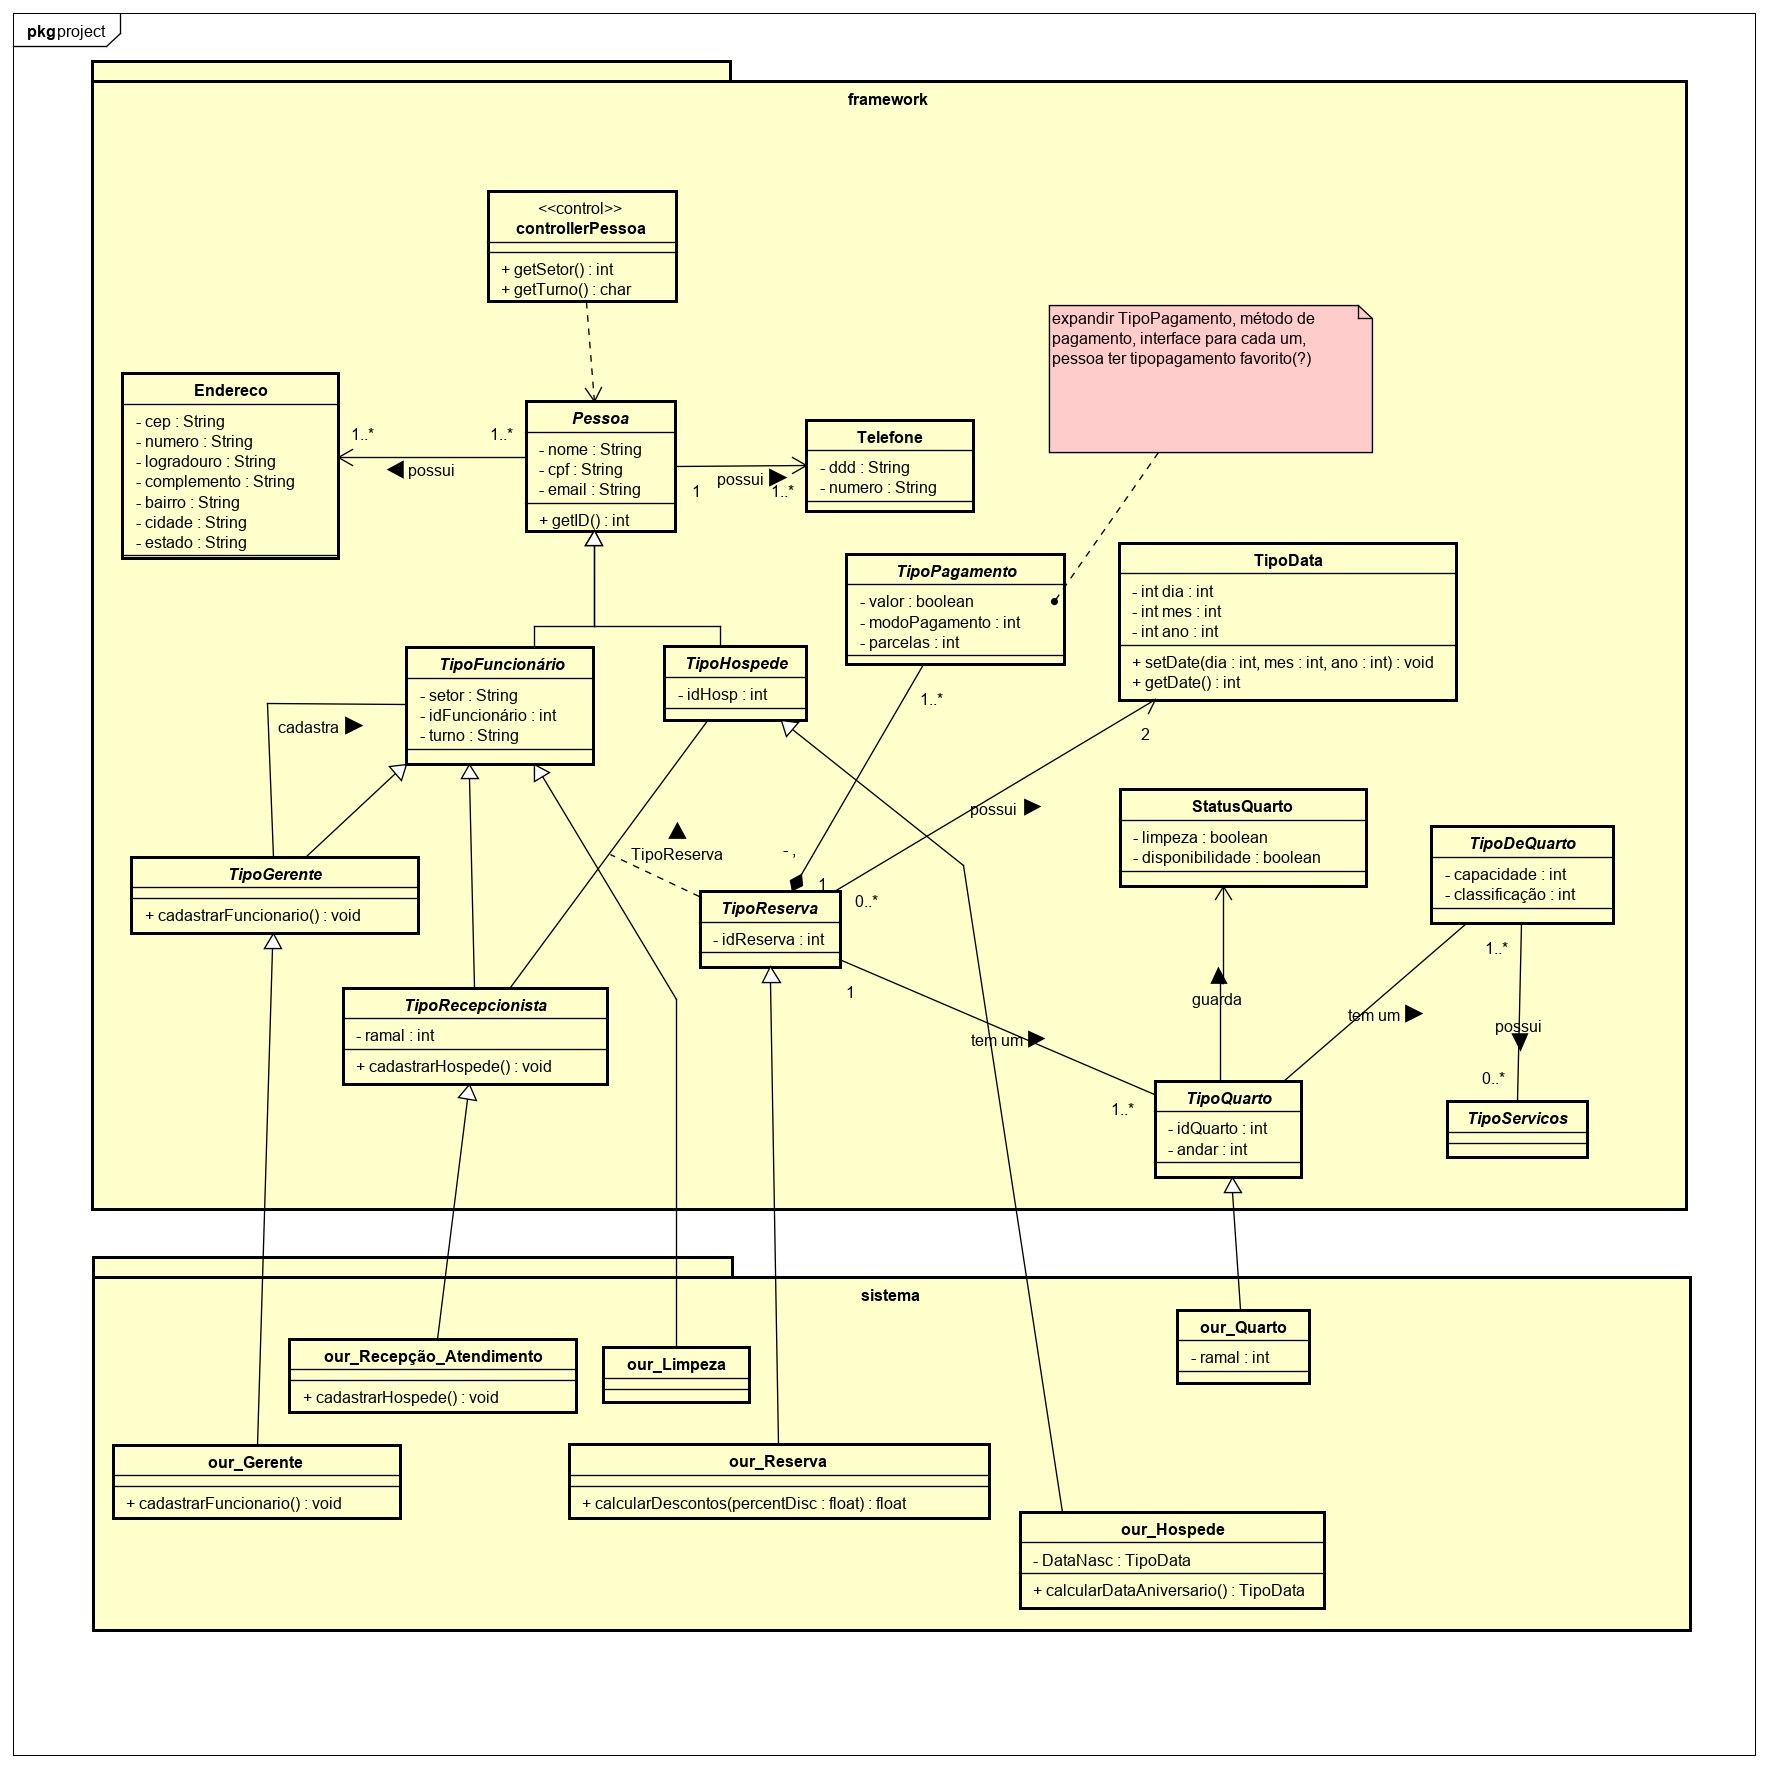 pkg project
framework
<<control>>
controllerPessoa
+ getSetor() : int
+ getTurno() : char
expandir TipoPagamento, método de
pagamento, interface para cada um,
pessoa ter tipopagamento favorito(?)
Endereco
- cep : String
- numero : String
- logradouro : String
- complemento : String
- bairro : String
- cidade : String
- estado : String
1..*
1..*
possui
Pessoa
- nome : String
- cpf : String
- email : String
+ getID() : int
1
possui
1..*
Telefone
- ddd : String
- numero : String
TipoPagamento
- valor : boolean
- modoPagamento : int
- parcelas : int
1..*
TipoData
- int dia : int
- int mes : int
- int ano : int
+ setDate(dia : int, mes : int, ano : int) : void
+ getDate() : int
2
TipoFuncionário
- setor : String
- idFuncionário : int
- turno : String
TipoHospede
- idHosp : int
cadastra
possui
StatusQuarto
- limpeza : boolean
- disponibilidade : boolean
TipoDeQuarto
- capacidade : int
- classificação : int
TipoReserva
- ,
1
0..*
TipoGerente
+ cadastrarFuncionario() : void
TipoReserva
- idReserva : int
1
1..*
guarda
tem um
possui
tem um
TipoRecepcionista
- ramal : int
+ cadastrarHospede() : void
0..*
1..*
TipoQuarto
- idQuarto : int
- andar : int
TipoServicos
sistema
our_Quarto
- ramal : int
our_Recepção_Atendimento
+ cadastrarHospede() : void
our_Limpeza
our_Gerente
+ cadastrarFuncionario() : void
our_Reserva
+ calcularDescontos(percentDisc : float) : float
our_Hospede
- DataNasc : TipoData
+ calcularDataAniversario() : TipoData